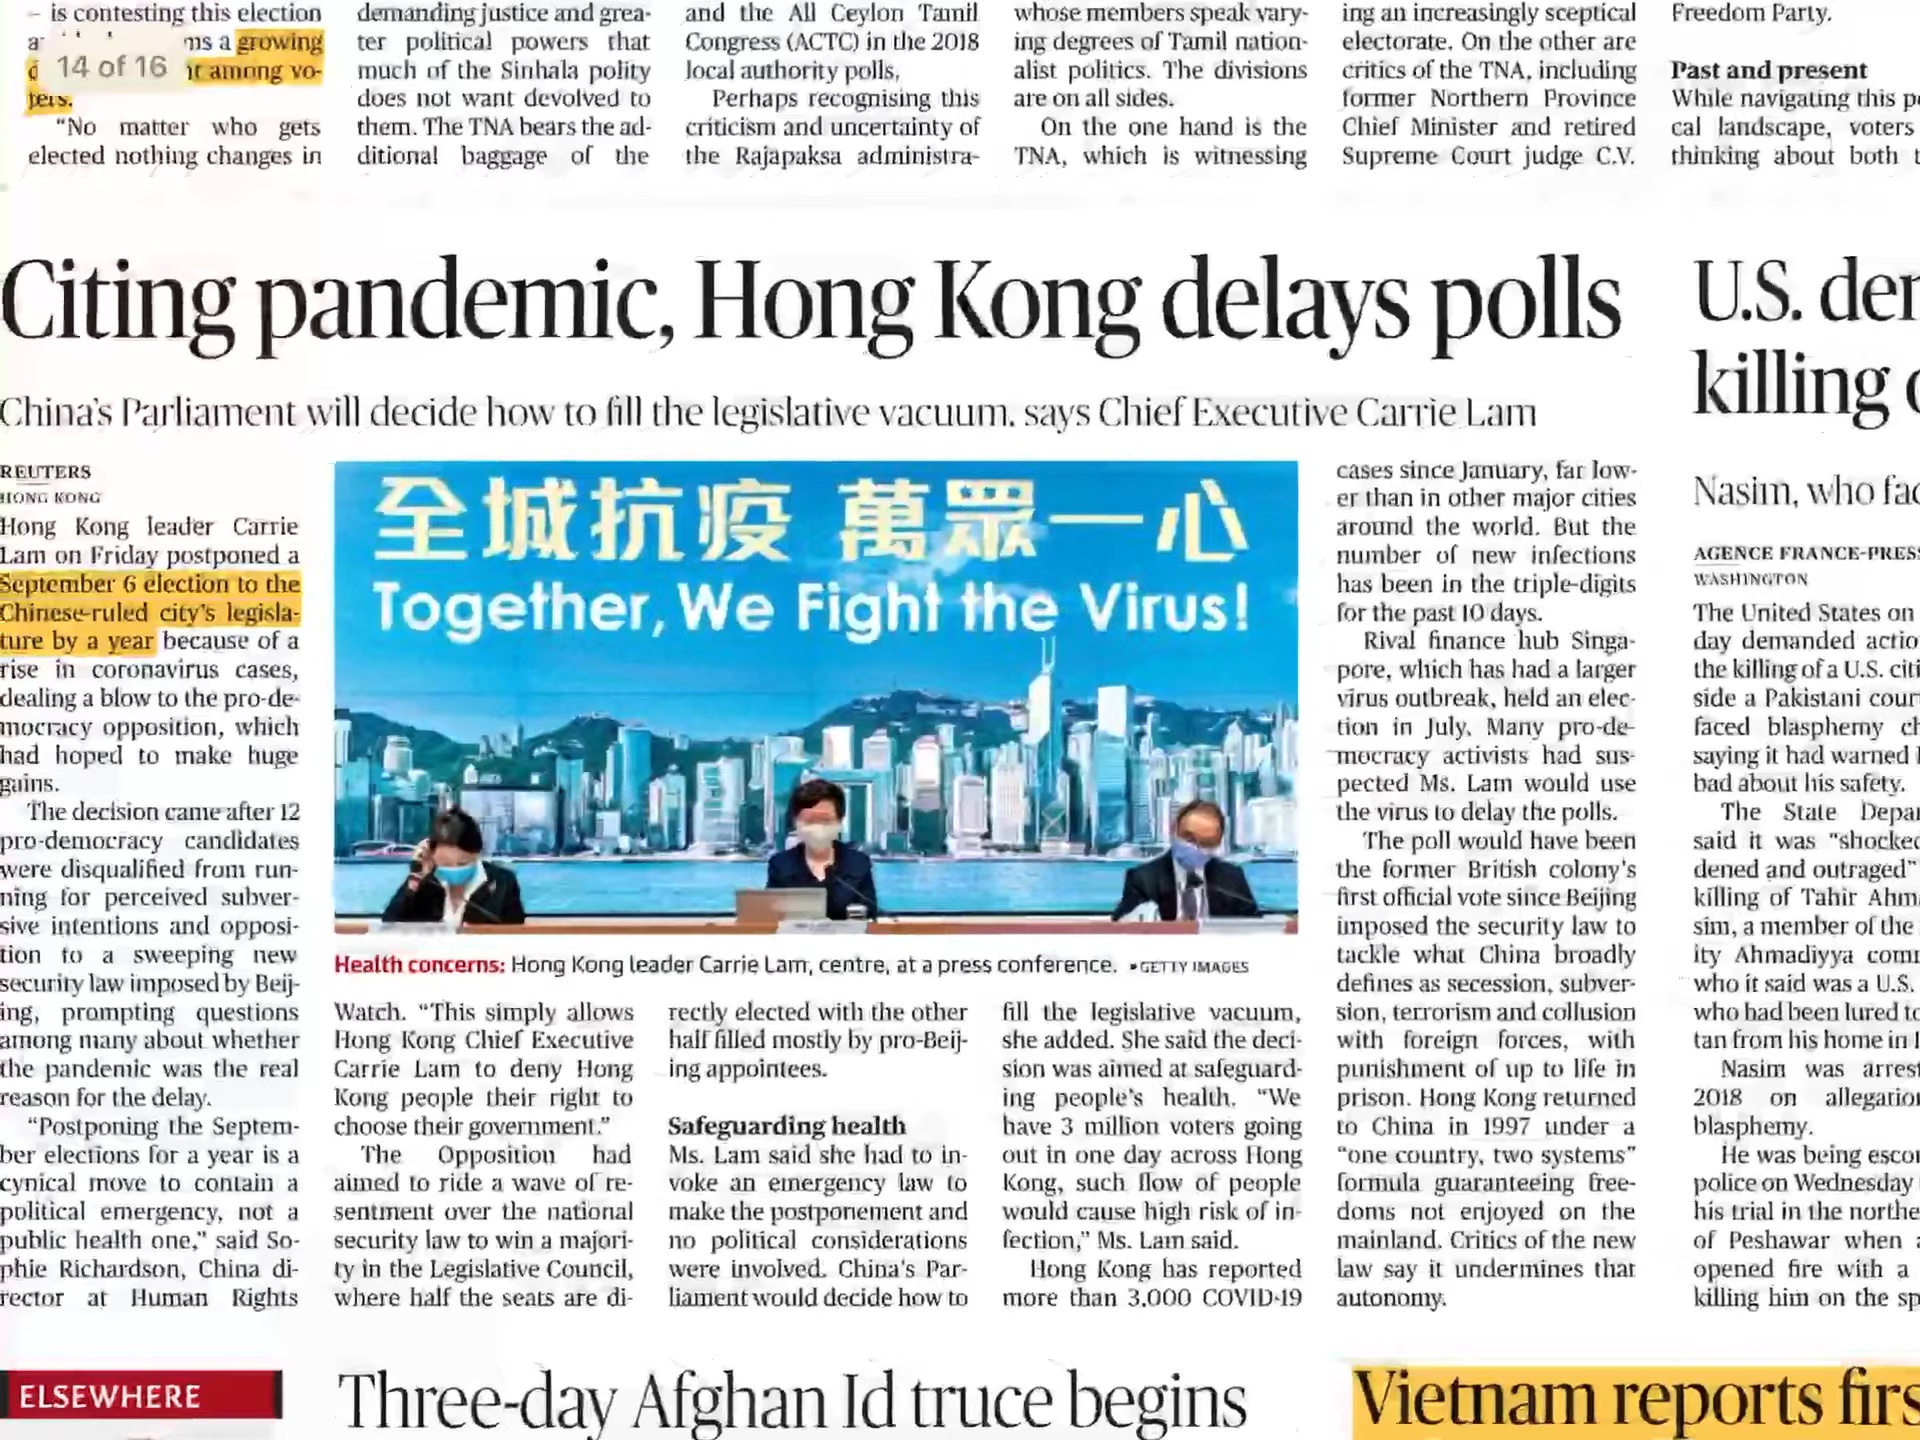 – is contesting this election
growing
14 of 16
among vo-
ters.
“No matter who gets
elected nothing changes in
demanding justice and grea-
ter political powers that
much of the Sinhala polity
does not want devolved to
them. The TNA bears the ad-
ditional baggage of the
and the All Ceylon Tamil
Congress (ACTC) in the 2018
local authority polls,
Perhaps recognising this
criticism and uncertainty of
the Rajapaksa administra-
whose members speak vary-
ing degrees of Tamil nation-
alist politics. The divisions
are on all sides.
On the one hand is the
TNA, which is witnessing
ing an increasingly sceptical
electorate. On the other are
critics of the TNA, including
former Northern Province
Chief Minister and retired
Supreme Court judge C.V.
Freedom Party.
Past and present
While navigating this
cal landscape, voters
thinking about both
Citing pandemic, Hong Kong delays polls
China's Parliament will decide how to fill the legislative vacuum, says Chief Executive Carrie Lam
REUTERS
HONG KONG
Hong Kong leader Carrie
Lam on Friday postponed a
September 6 election to the
Chinese-ruled city's legisla-
ture by a year because of a
rise in coronavirus cases,
dealing a blow to the pro-de-
mocracy opposition, which
had hoped to make huge
gains.
The decision came after 12
pro-democracy candidates
were disqualified from run-
ning for perceived subver-
sive intentions and opposi-
tion to a sweeping new
security law imposed by Beij-
ing, prompting questions
among many about whether
the pandemic was the real
reason for the delay.
“Postponing the Septem-
ber elections for a year is a
cynical move to contain a
political emergency, not a
public health one,” said So-
phie Richardson, China di-
rector at Human Rights
全城抗疫 萬眾一心
Together, We Fight the Virus!
Health concerns: Hong Kong leader Carrie Lam, centre, at a press conference. ▪GETTY IMAGES
Watch. “This simply allows
Hong Kong Chief Executive
Carrie Lam to deny Hong
Kong people their right to
choose their government.”
The Opposition had
aimed to ride a wave of re-
sentment over the national
security law to win a majori-
ty in the Legislative Council,
where half the seats are di-
rectly elected with the other
half filled mostly by pro-Beij-
ing appointees.
Safeguarding health
Ms. Lam said she had to in-
voke an emergency law to
make the postponement and
no political considerations
were involved. China's Par-
liament would decide how to
fill the legislative vacuum,
she added. She said the deci-
sion was aimed at safeguard-
ing people's health. “We
have 3 million voters going
out in one day across Hong
Kong, such flow of people
would cause high risk of in-
fection,” Ms. Lam said.
Hong Kong has reported
more than 3,000 COVID-19
cases since January, far low-
er than in other major cities
around the world. But the
number of new infections
has been in the triple-digits
for the past 10 days.
Rival finance hub Singa-
pore, which has had a larger
virus outbreak, held an elec-
tion in July. Many pro-de-
mocracy activists had sus-
pected Ms. Lam would use
the virus to delay the polls.
The poll would have been
the former British colony's
first official vote since Beijing
imposed the security law to
tackle what China broadly
defines as secession, subver-
sion, terrorism and collusion
with foreign forces, with
punishment of up to life in
prison. Hong Kong returned
to China in 1997 under a
“one country, two systems”
formula guaranteeing free-
doms not enjoyed on the
mainland. Critics of the new
law say it undermines that
autonomy.
U.S.
killing
Nasim, who
AGENCE FRANCE-PRESS
WASHINGTON
The United States on
day demanded
the killing of a U.S.
side a Pakistani
faced blasphemy
saying it had warned
bad about his safety.
The State
said it was “shocked
dened and outraged”
killing of Tahir
sim, a member of the
ity Ahmadiyya
who it said was a U.S.
who had been lured
tan from his home in
Nasim was
2018 on
blasphemy.
He was being
police on Wednesday
his trial in the
of Peshawar when
opened fire with a
killing him on the
ELSEWHERE
Three-day Afghan Id truce begins
Vietnam reports